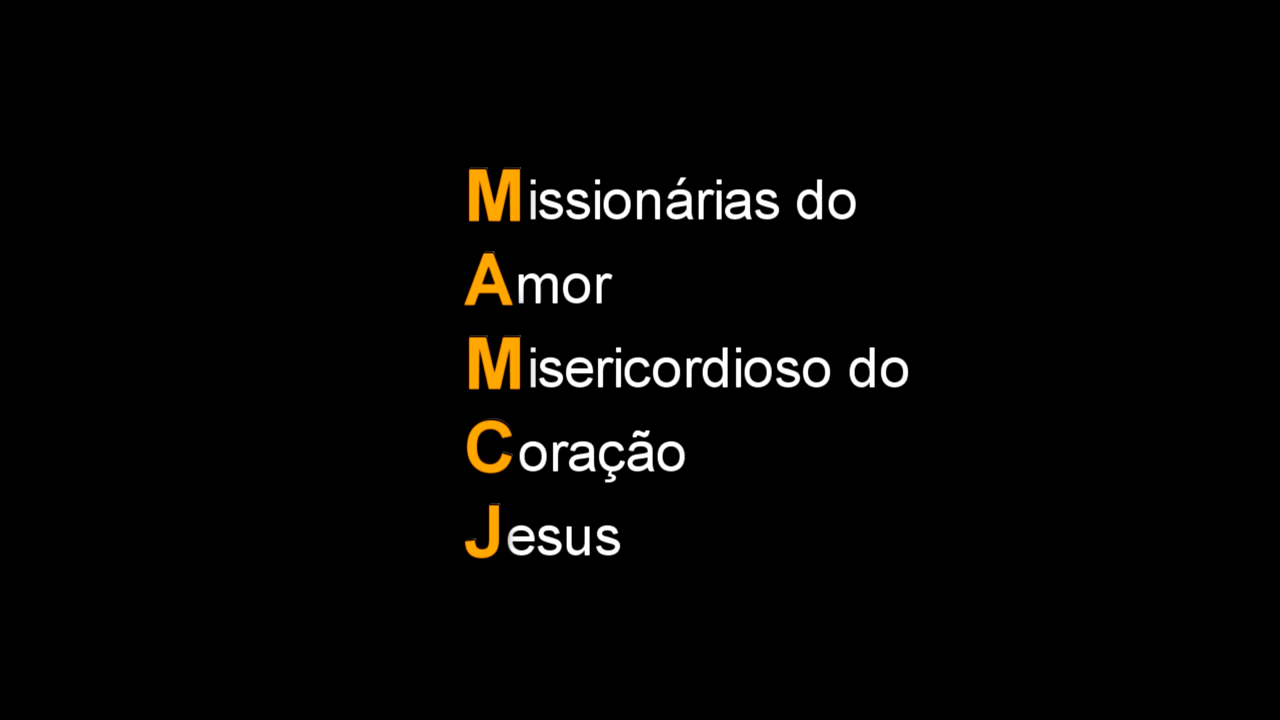 Missionárias do
Amor
Misericordioso do
Coração
Jesus